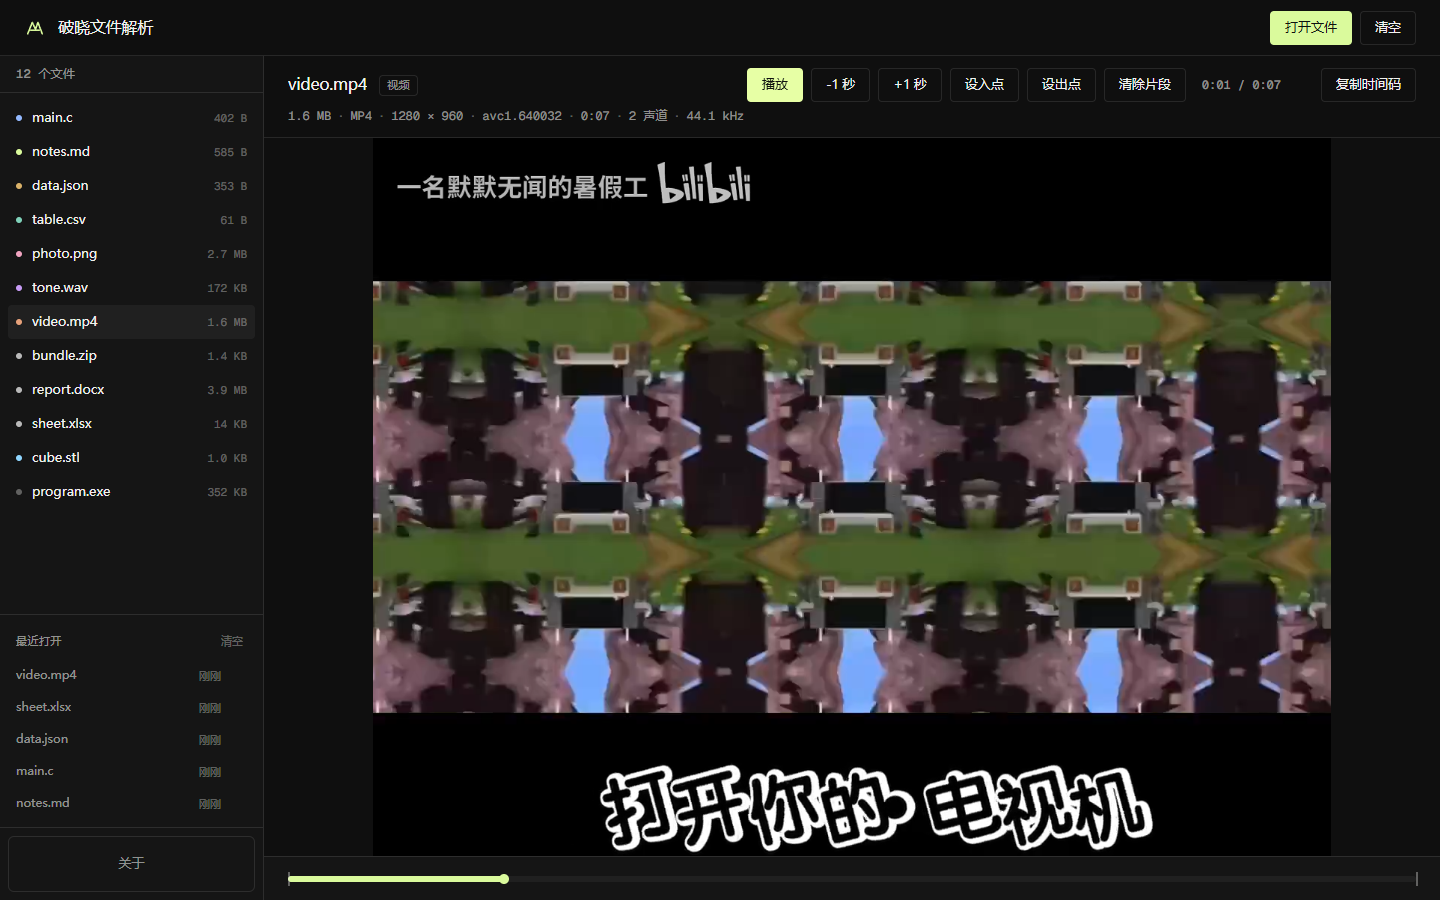 破晓文件解析
打开文件
清空
12 个文件
main.c 402 B
notes.md 585 B
data.json 353 B
table.csv 61 B
photo.png 2.7 MB
tone.wav 172 KB
video.mp4 1.6 MB
bundle.zip 1.4 KB
report.docx 3.9 MB
sheet.xlsx 14 KB
cube.stl 1.0 KB
program.exe 352 KB
最近打开 清空
video.mp4 刚刚
sheet.xlsx 刚刚
data.json 刚刚
main.c 刚刚
notes.md 刚刚
关于
video.mp4 视频
播放 -1 秒 +1 秒 设入点 设出点 清除片段 0:01 / 0:07 复制时间码
1.6 MB · MP4 · 1280 × 960 · avc1.640032 · 0:07 · 2 声道 · 44.1 kHz
一名默默无闻的暑假工 bilibili
打开你的 电视机